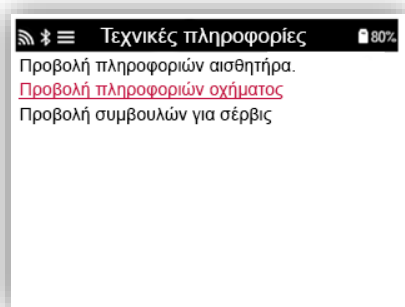 Τεχνικές πληροφορίες 80%
Προβολή πληροφοριών αισθητήρα.
Προβολή πληροφοριών οχήματος
Προβολή συμβουλών για σέρβις